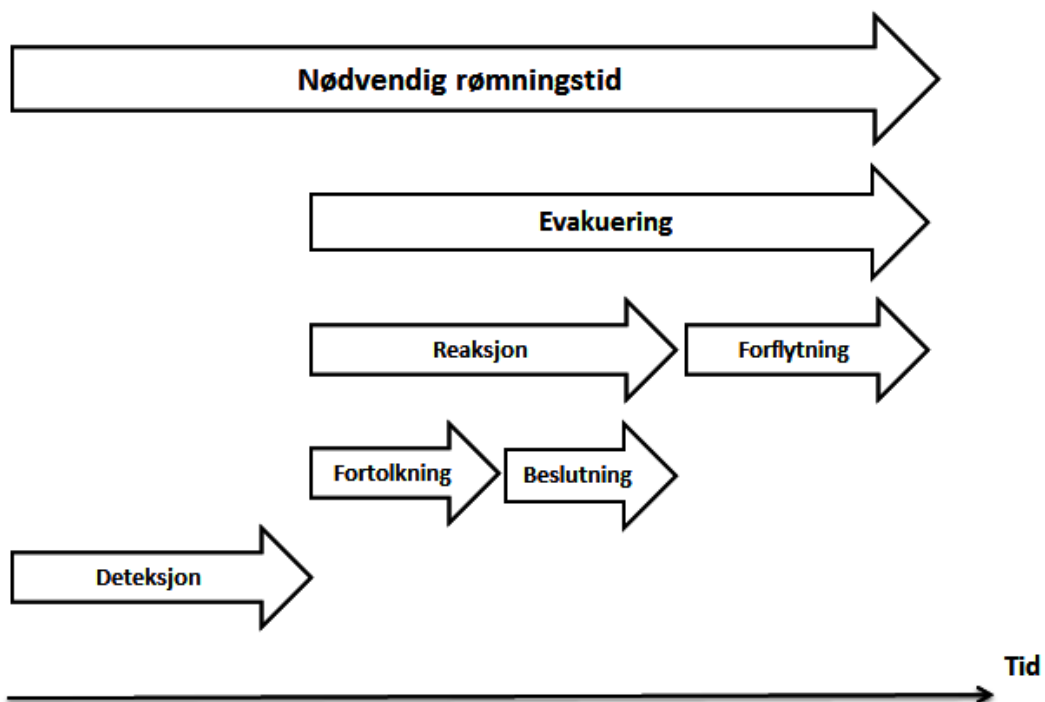 Nødvendig rømningstid
Evakuering
Reaksjon
Forflytning
Fortolkning
Beslutning
Deteksjon
Tid